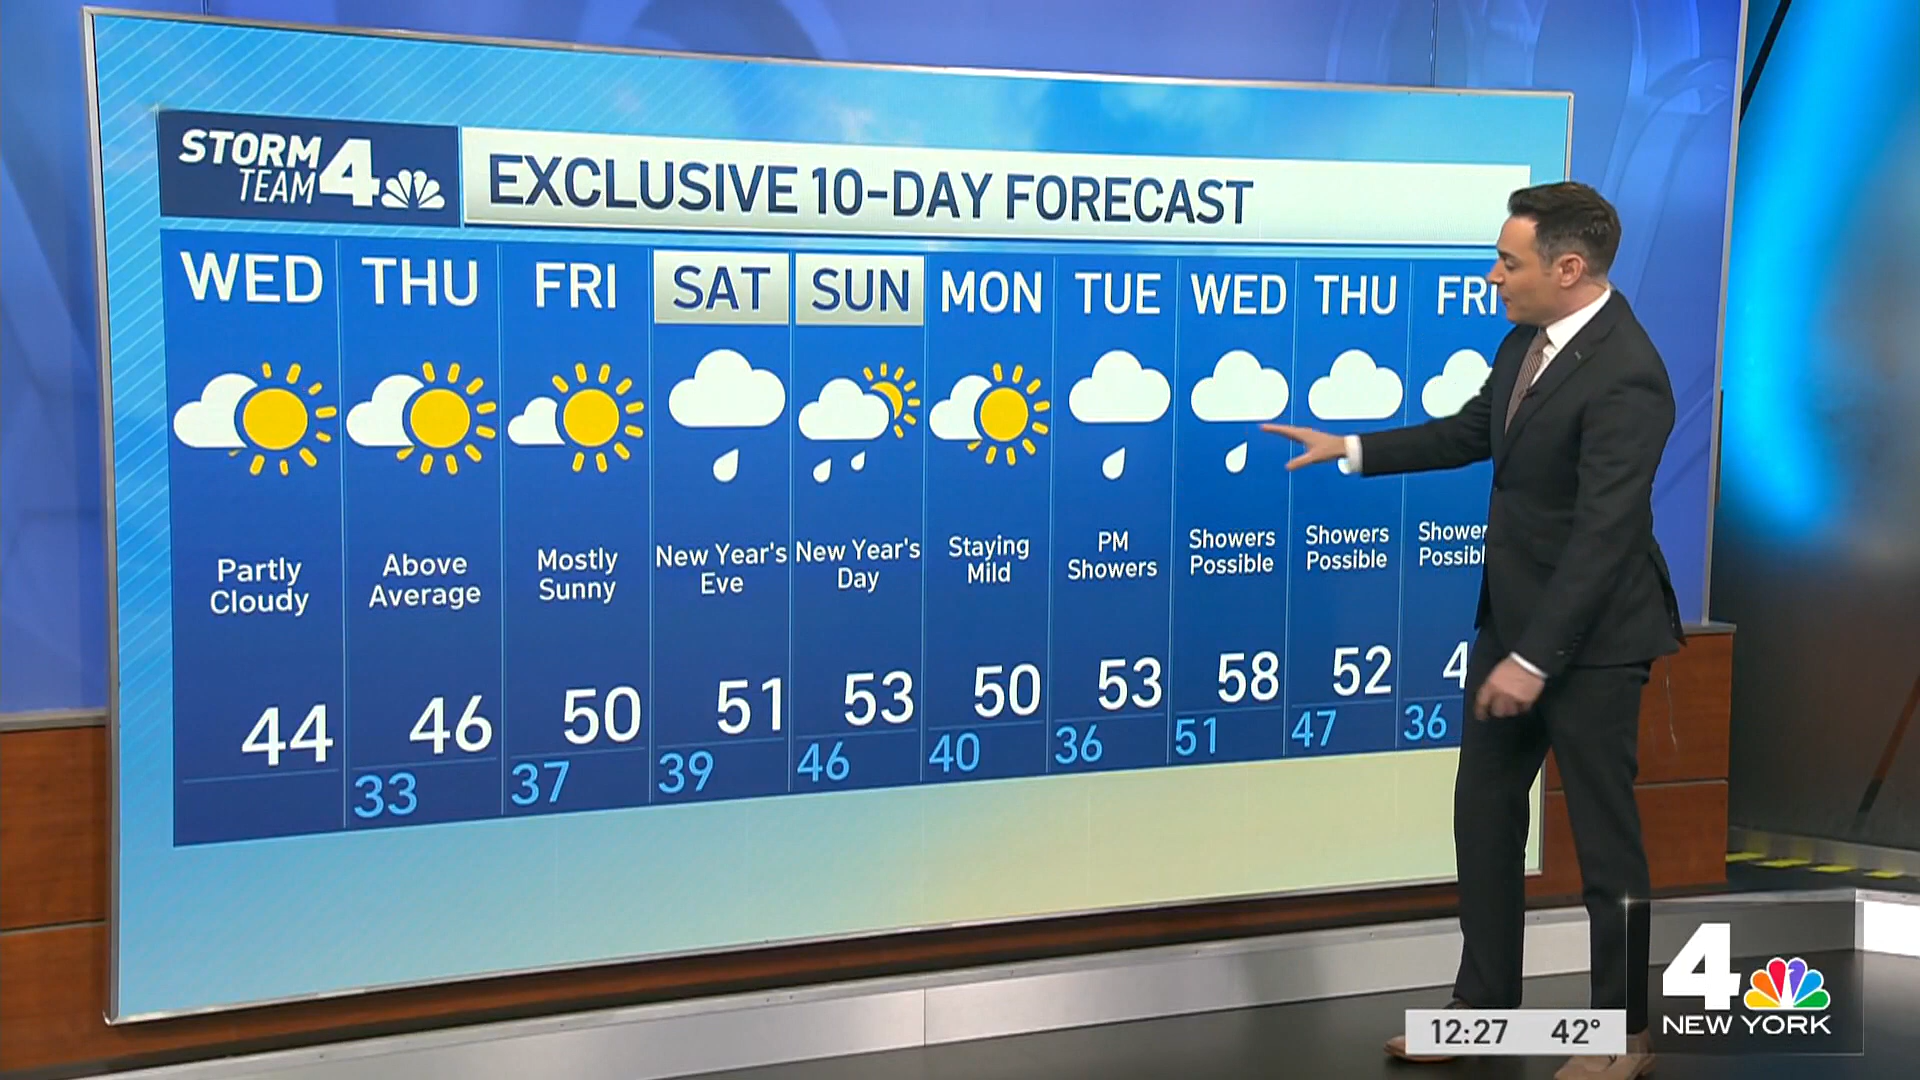 STORM
TEAM 4
EXCLUSIVE 10-DAY FORECAST
WED THU FRI SAT SUN MON TUE WED THU FRI
Partly
Cloudy
Above
Average
Mostly
Sunny
New Year's
Eve
New Year's
Day
Staying
Mild
PM
Showers
Showers
Possible
Showers
Possible
44 46 50 51 53 50 53 58 52 4
33 37 39 46 40 36 51 47 36
4
NEW YORK
12:27 42°